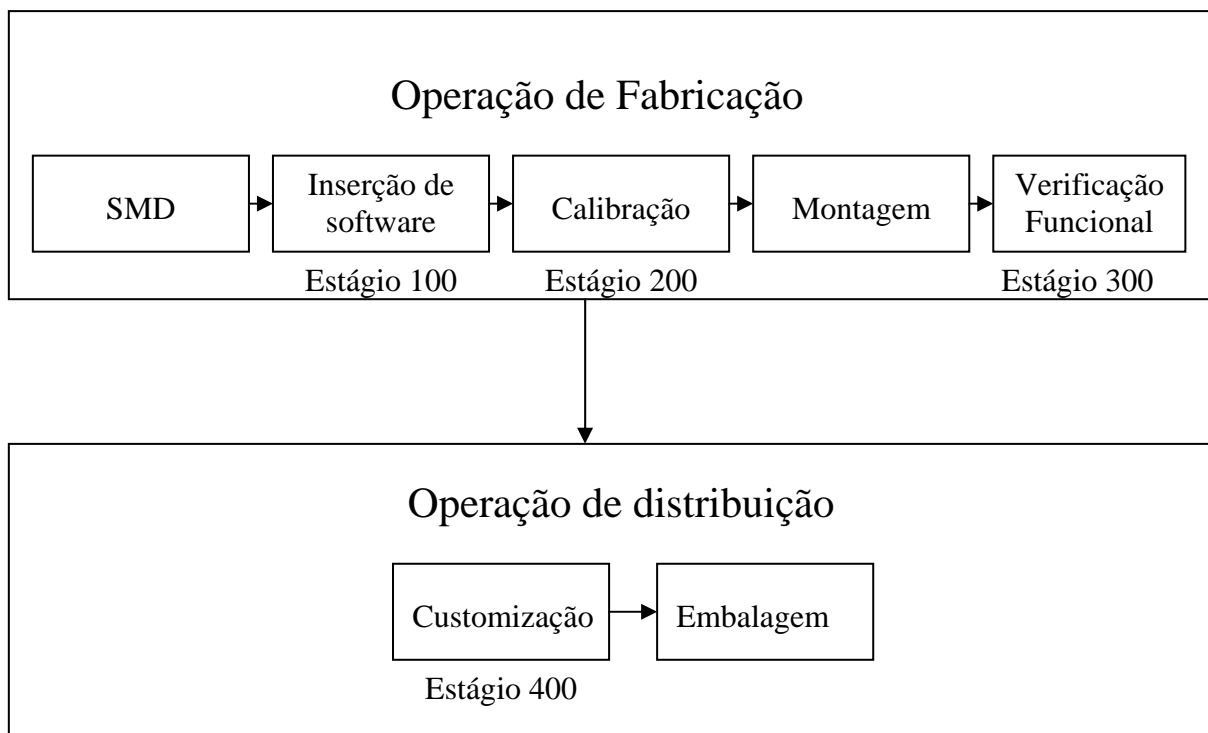 Operação de Fabricação
SMD
Inserção de
software
Calibração
Montagem
Verificação
Funcional
Estágio 100
Estágio 200
Estágio 300
Operação de distribuição
Customização
Embalagem
Estágio 400